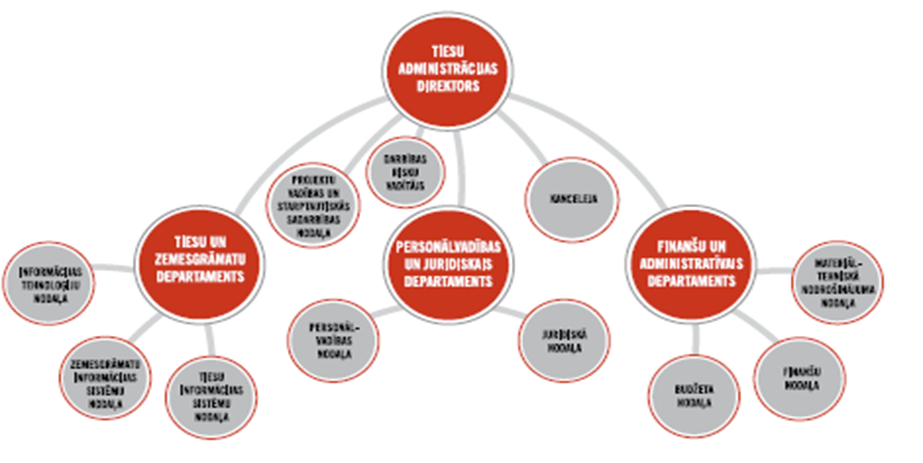 TIESU
ADMINISTRĀCIJAS
DIREKTORS
DARBĪBAS
RISKU
VADĪTĀJS
PROJEKTU
VADĪBAS UN
STARPTAUTISKĀS
SADARBĪBAS
NODAĻA
KANCELEJA
TIESU UN
ZEMESGRĀMATU
DEPARTAMENTS
PERSONĀLVADĪBAS
UN JURIDISKAIS
DEPARTAMENTS
FINANŠU UN
ADMINISTRATĪVAIS
DEPARTAMENTS
INFORMĀCIJAS
TEHNOLOĢIJU
NODAĻA
MATERIĀL-
TEHNISKĀ
NODROŠINĀJUMA
NODAĻA
PERSONĀL-
VADĪBAS
NODAĻA
JURIDISKĀ
NODAĻA
ZEMESGRĀMATU
INFORMĀCIJAS
SISTĒMU
NODAĻA
TIESU
INFORMĀCIJAS
SISTĒMU
NODAĻA
BUDŽETA
NODAĻA
FINANŠU
NODAĻA